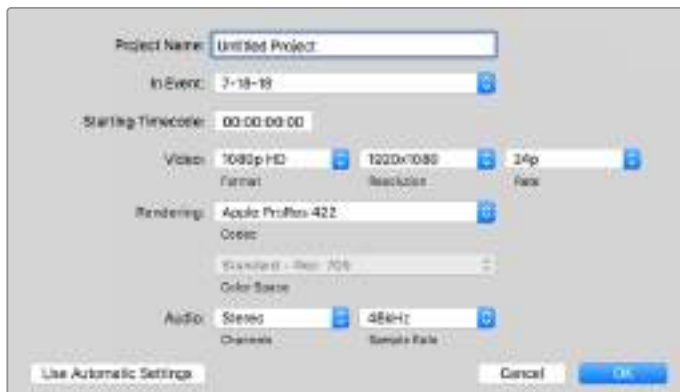 Project Name: Untitled Project
In Event: 7-18-18
Starting Timecode: 00:00:00:00
Video: 1080p HD 1920x1080 24p
Format Resolution Rate
Rendering: Apple ProRes 422
Codec
Standard - Rec. 709
Color Space
Audio: Stereo 48kHz
Channels Sample Rate
Use Automatic Settings Cancel OK